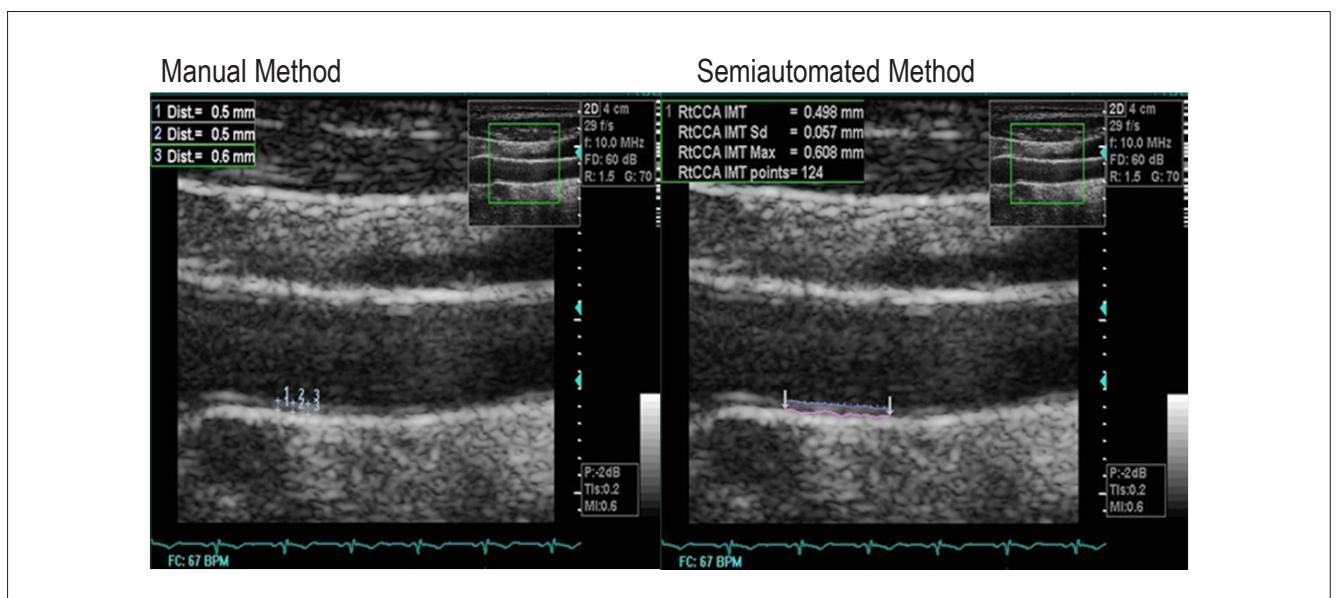 Manual Method
1 Dist.= 0.5 mm
2 Dist.= 0.5 mm
3 Dist.= 0.6 mm
2D 4 cm
29 f/s
f: 10.0 MHz
FD: 60 dB
R: 1.5 G: 70
1 2 3
1 2 3
P:-2dB
TIs:0.2
MI:0.6
FC: 67 BPM
Semiautomated Method
1 RtCCA IMT = 0.498 mm
RtCCA IMT Sd = 0.057 mm
RtCCA IMT Max = 0.608 mm
RtCCA IMT points= 124
2D 4 cm
29 f/s
f: 10.0 MHz
FD: 60 dB
R: 1.5 G: 70
P:-2dB
TIs:0.2
MI:0.6
FC: 67 BPM